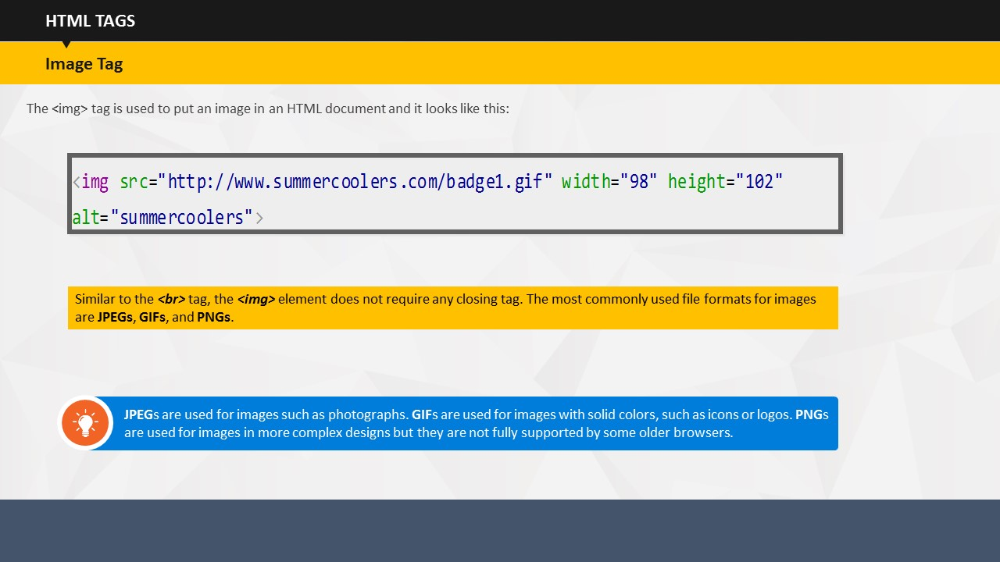 HTML TAGS
Image Tag
The <img> tag is used to put an image in an HTML document and it looks like this:
<img src="http://www.summercoolers.com/badge1.gif" width="98" height="102"
alt="summercoolers">
Similar to the <br> tag, the <img> element does not require any closing tag. The most commonly used file formats for images
are JPEGs, GIFs, and PNGs.
JPEGs are used for images such as photographs. GIFs are used for images with solid colors, such as icons or logos. PNGs
are used for images in more complex designs but they are not fully supported by some older browsers.